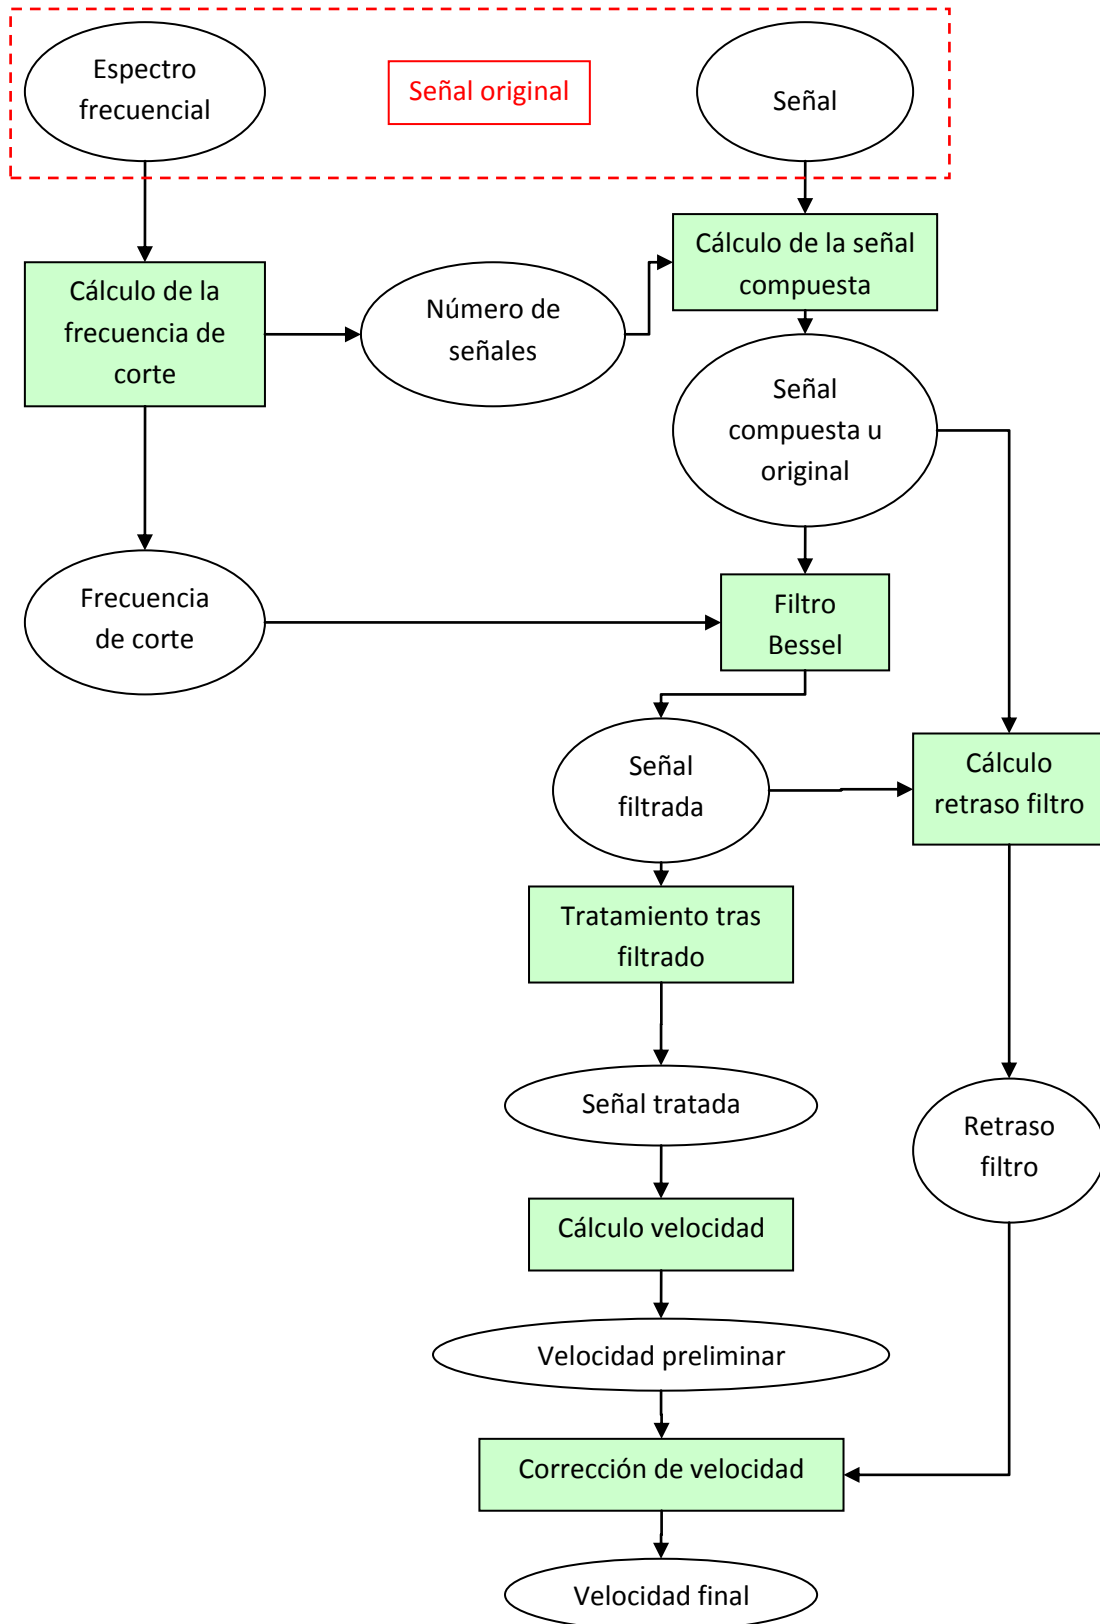 Espectro
frecuencial
Señal original
Señal
Cálculo de la señal
compuesta
Cálculo de la
frecuencia de
corte
Número de
señales
Señal
compuesta u
original
Frecuencia
de corte
Filtro
Bessel
Señal
filtrada
Cálculo
retraso filtro
Tratamiento tras
filtrado
Señal tratada
Retraso
filtro
Cálculo velocidad
Velocidad preliminar
Corrección de velocidad
Velocidad final